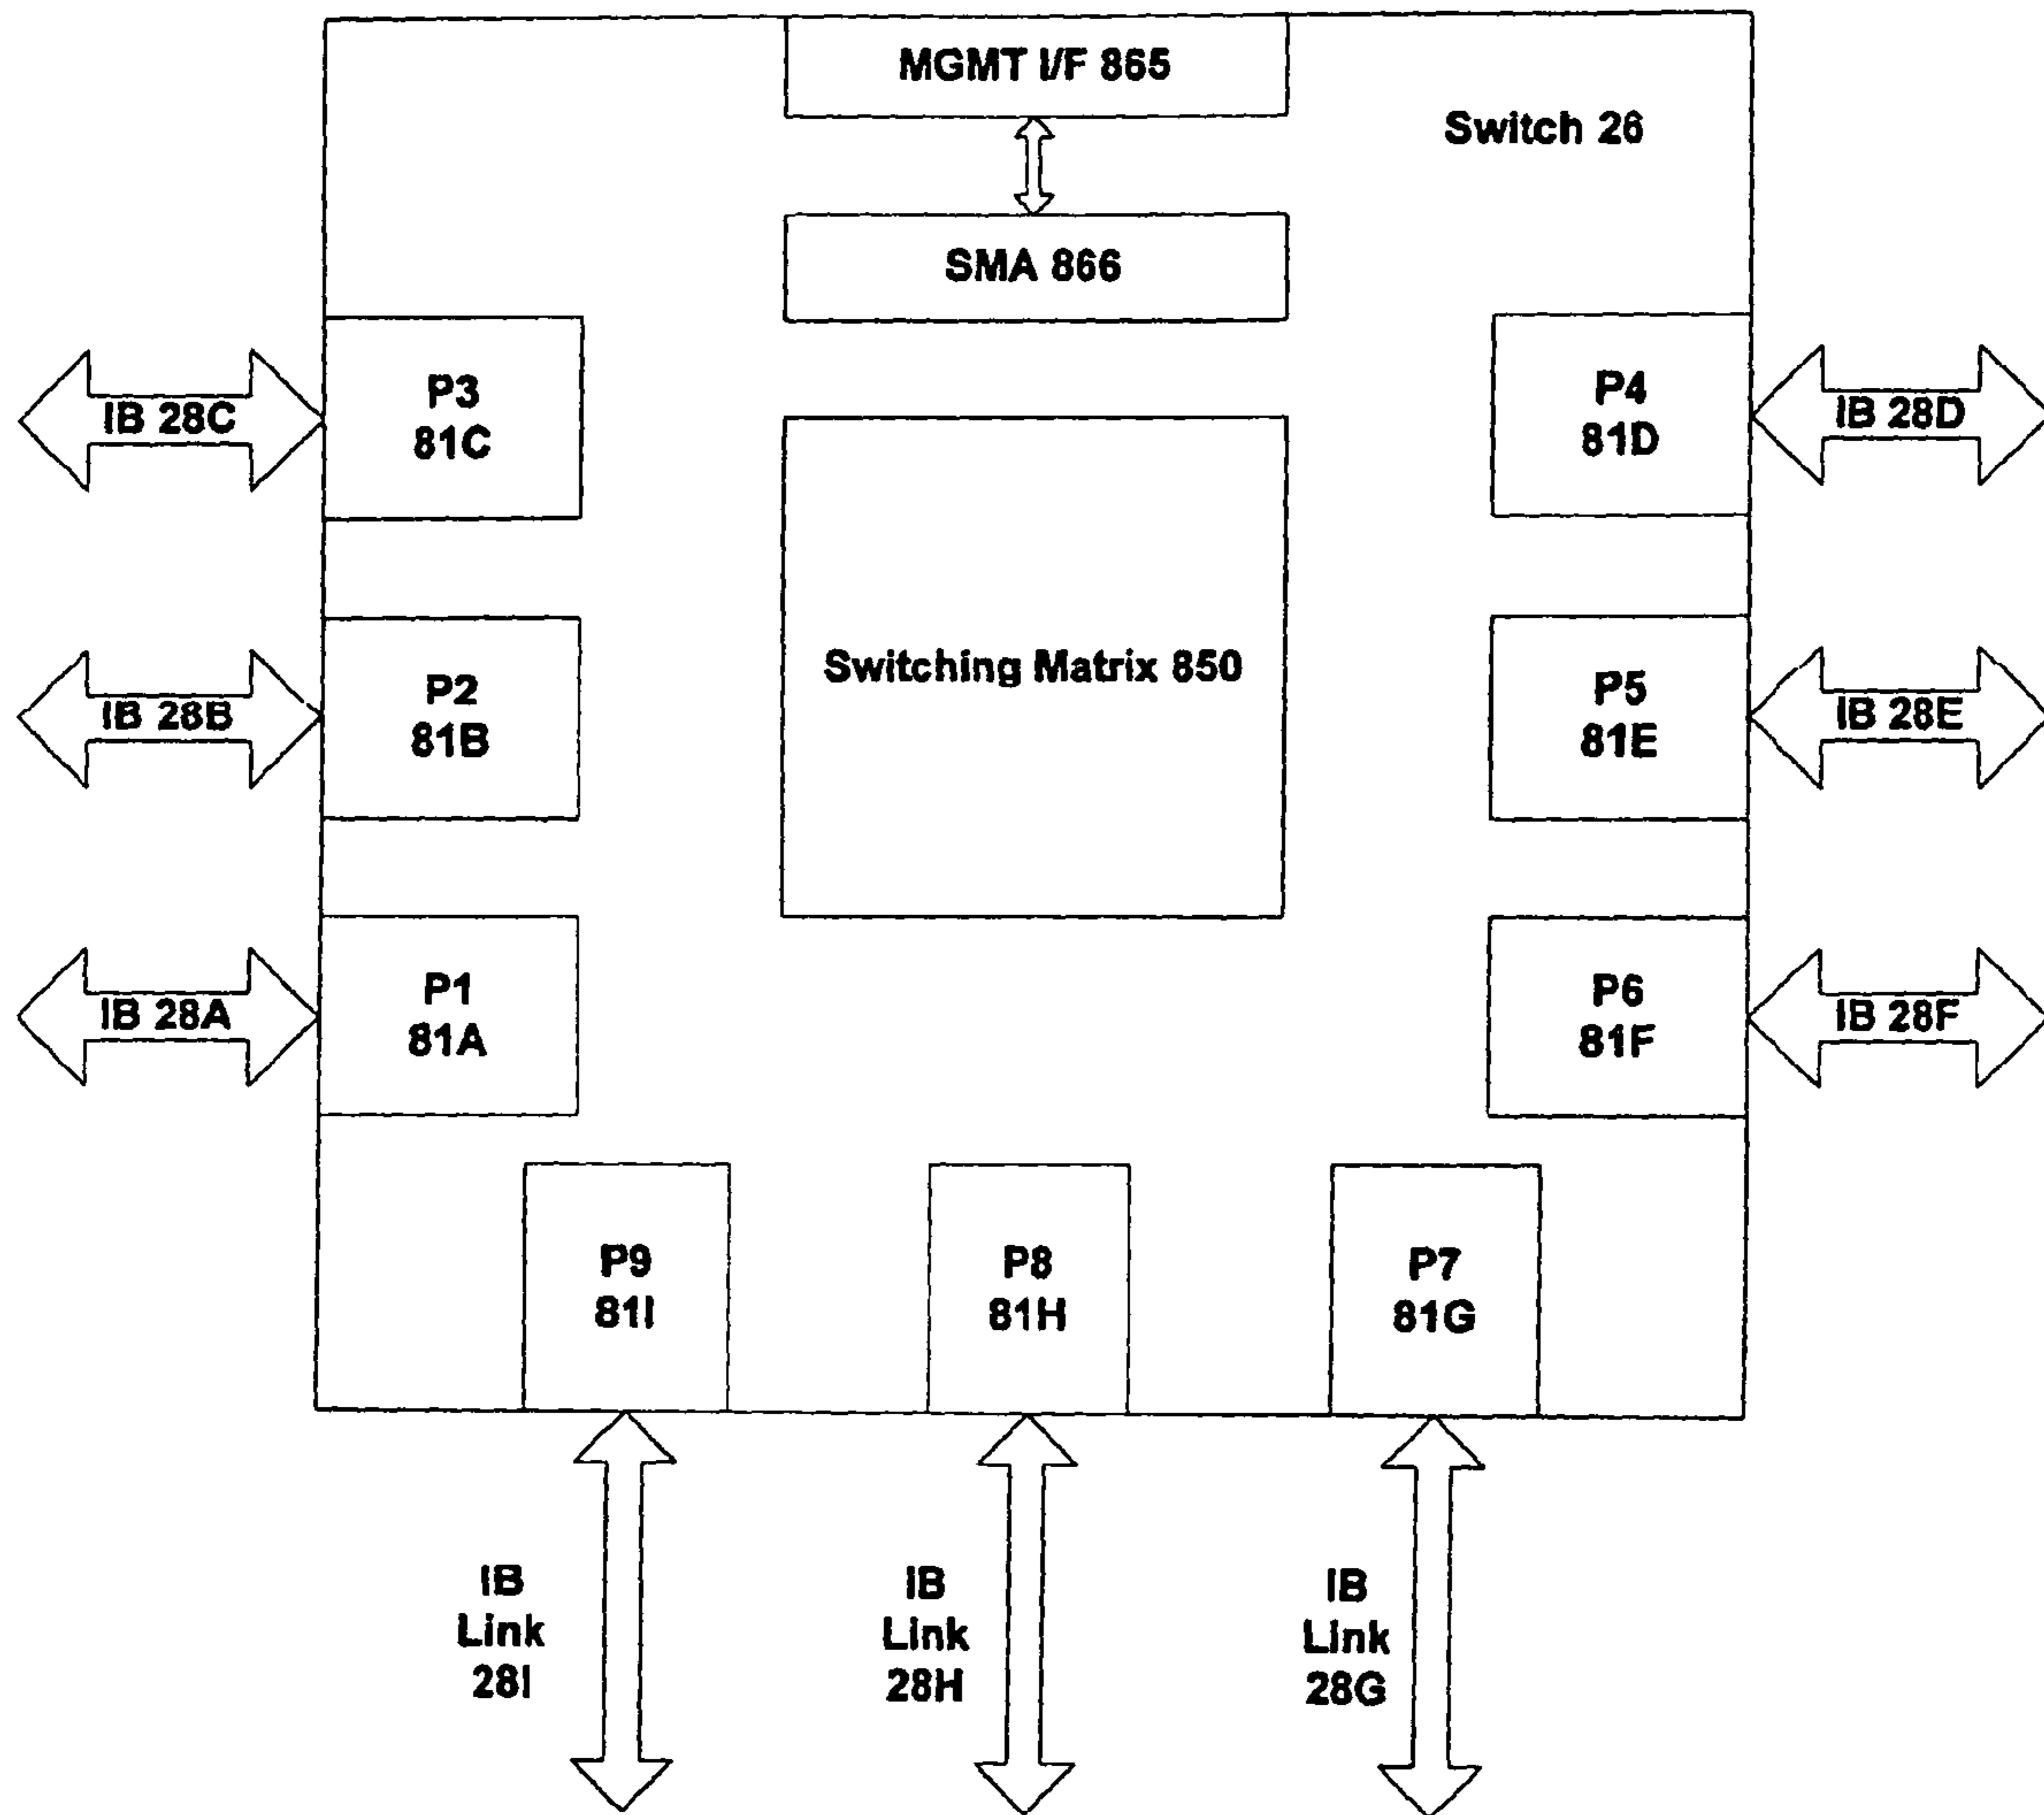 MGMT I/F 865
Switch 26
SMA 866
P3
81C
IB 28C
P4
81D
IB 28D
Switching Matrix 850
P2
81B
IB 28B
P5
81E
IB 28E
P1
81A
IB 28A
P6
81F
IB 28F
P9
81I
P8
81H
P7
81G
IB
Link
28I
IB
Link
28H
IB
Link
28G